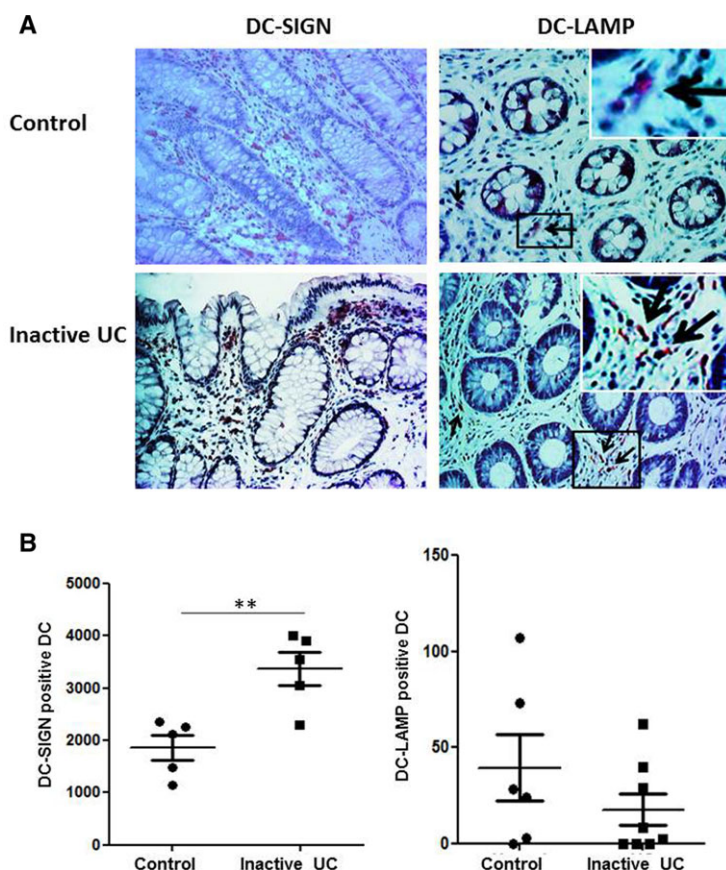 A
DC-SIGN DC-LAMP
Control
Inactive UC
B
5000
4000
3000
2000
1000
0
DC-SIGN positive DC
**
Control Inactive UC
150
100
50
0
DC-LAMP positive DC
Control Inactive UC